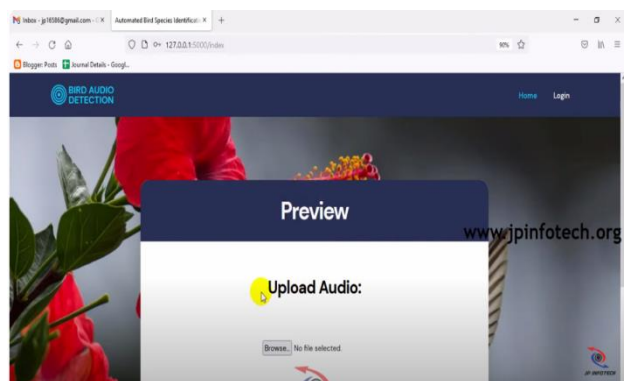 Inbox - jp16586@gmail.com - G
Automated Bird Species Identificati
127.0.0.1:5000/index
90%
Blogger: Posts
Journal Details - Googl...
BIRD AUDIO
DETECTION
Home
Login
Preview
www.jpinfotech.org
Upload Audio:
Browse...
No file selected.
JP INFOTECH